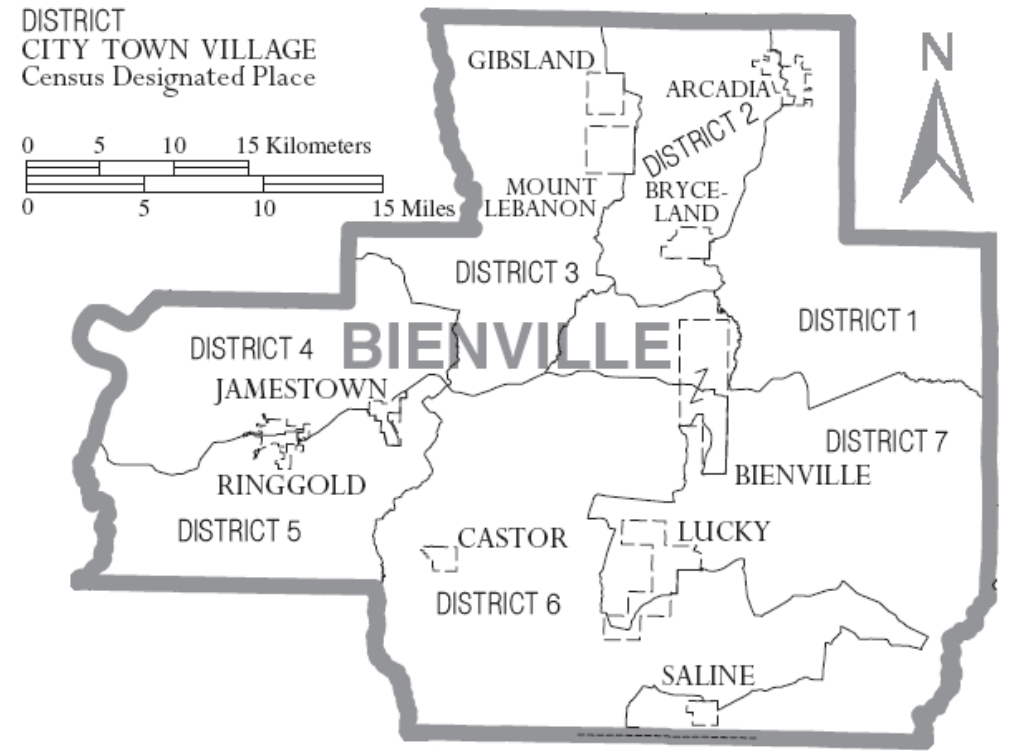 DISTRICT
CITY TOWN VILLAGE
Census Designated Place
0 5 10 15 Kilometers
0 5 10 15 Miles
N
GIBSLAND
ARCADIA
DISTRICT 2
MOUNT
LEBANON
BRYCE-
LAND
DISTRICT 3
DISTRICT 1
DISTRICT 4
BIENVILLE
JAMESTOWN
DISTRICT 7
BIENVILLE
RINGGOLD
DISTRICT 5
CASTOR
LUCKY
DISTRICT 6
SALINE